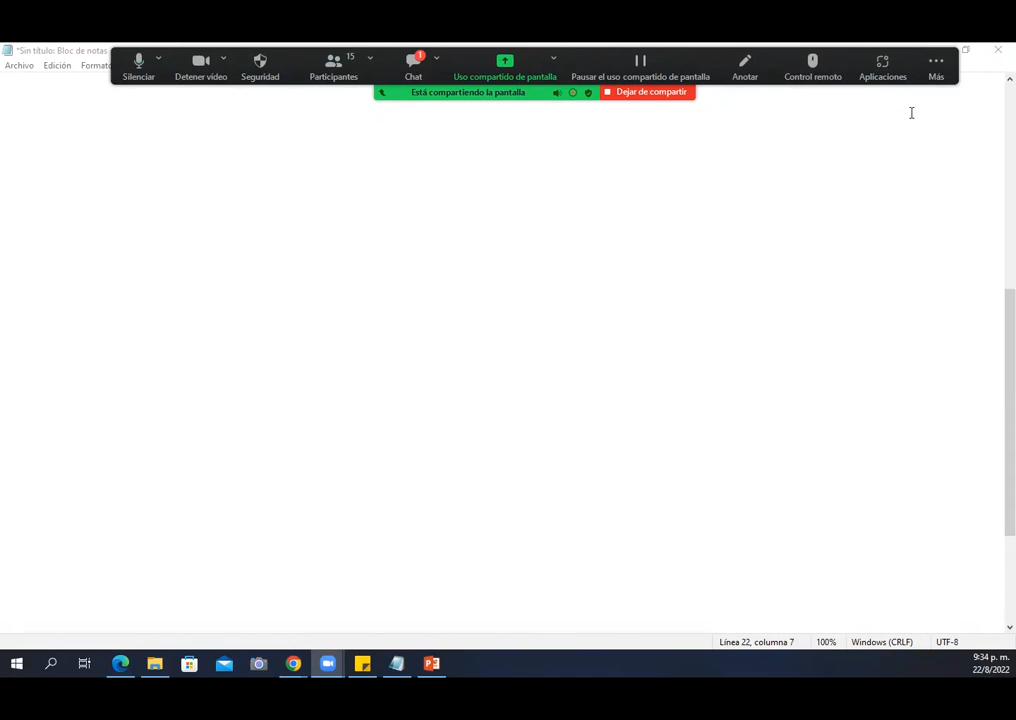 *Sin título: Bloc de notas
Archivo Edición Formato
Silenciar Detener video Seguridad Participantes 15 Chat 1 Uso compartido de pantalla Pausar el uso compartido de pantalla Anotar Control remoto Aplicaciones Más
Está compartiendo la pantalla Dejar de compartir
Línea 22, columna 7 100% Windows (CRLF) UTF-8
9:34 p. m.
22/8/2022